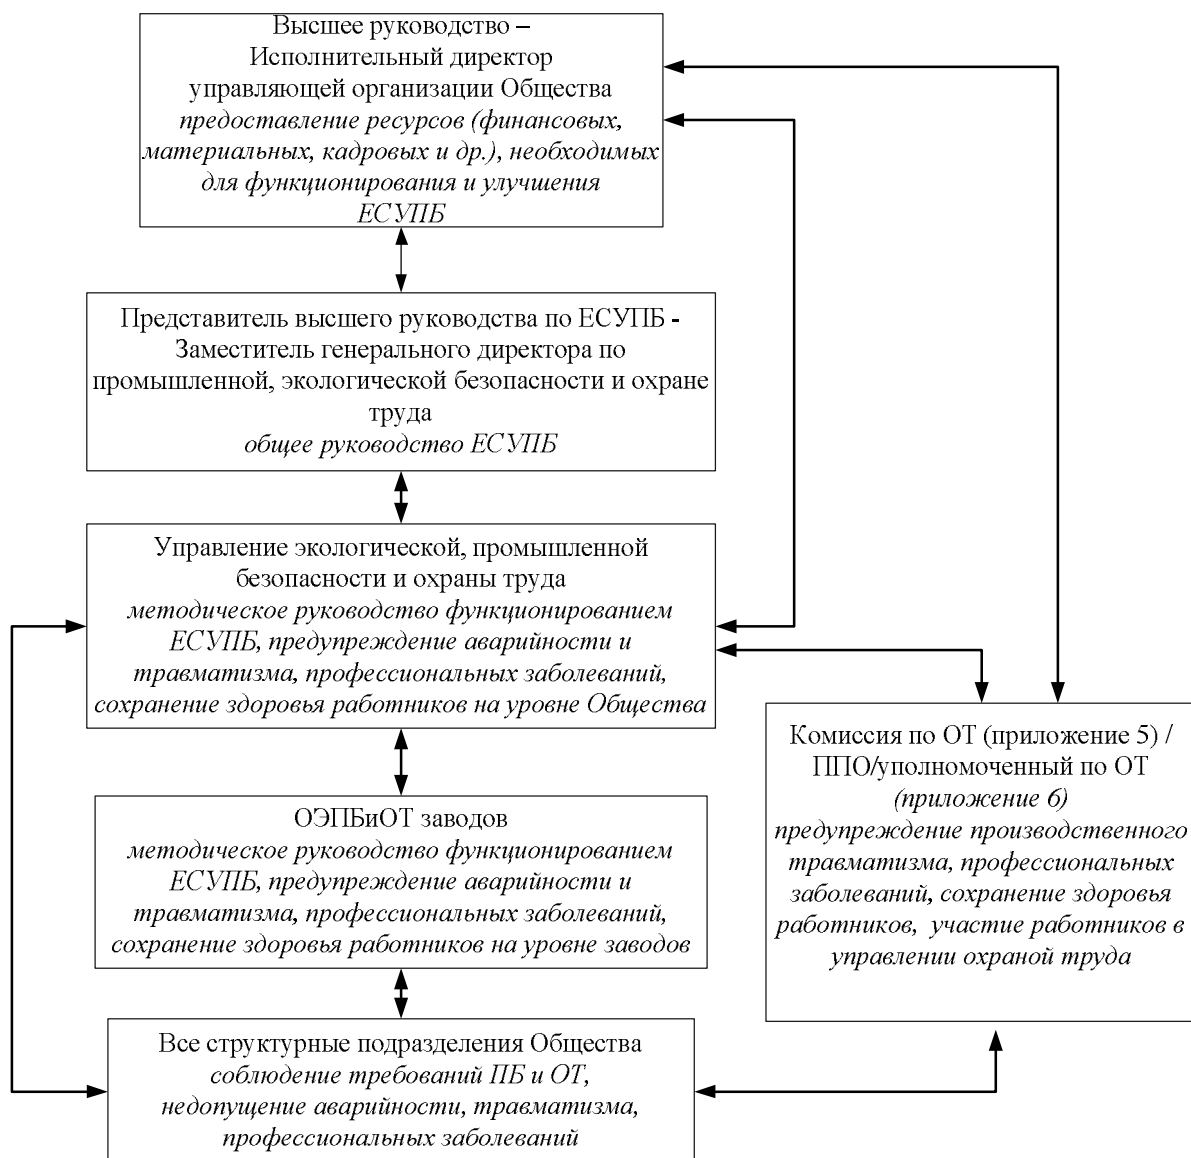 Высшее руководство –
Исполнительный директор
управляющей организации Общества
предоставление ресурсов (финансовых,
материальных, кадровых и др.), необходимых
для функционирования и улучшения
ЕСУПБ
Представитель высшего руководства по ЕСУПБ -
Заместитель генерального директора по
промышленной, экологической безопасности и охране
труда
общее руководство ЕСУПБ
Управление экологической, промышленной
безопасности и охраны труда
методическое руководство функционированием
ЕСУПБ, предупреждение аварийности и
травматизма, профессиональных заболеваний,
сохранение здоровья работников на уровне Общества
Комиссия по ОТ (приложение 5) /
ППО/уполномоченный по ОТ
(приложение 6)
предупреждение производственного
травматизма, профессиональных
заболеваний, сохранение здоровья
работников, участие работников в
управлении охраной труда
ОЭПБиОТ заводов
методическое руководство функционированием
ЕСУПБ, предупреждение аварийности и
травматизма, профессиональных заболеваний,
сохранение здоровья работников на уровне заводов
Все структурные подразделения Общества
соблюдение требований ПБ и ОТ,
недопущение аварийности, травматизма,
профессиональных заболеваний